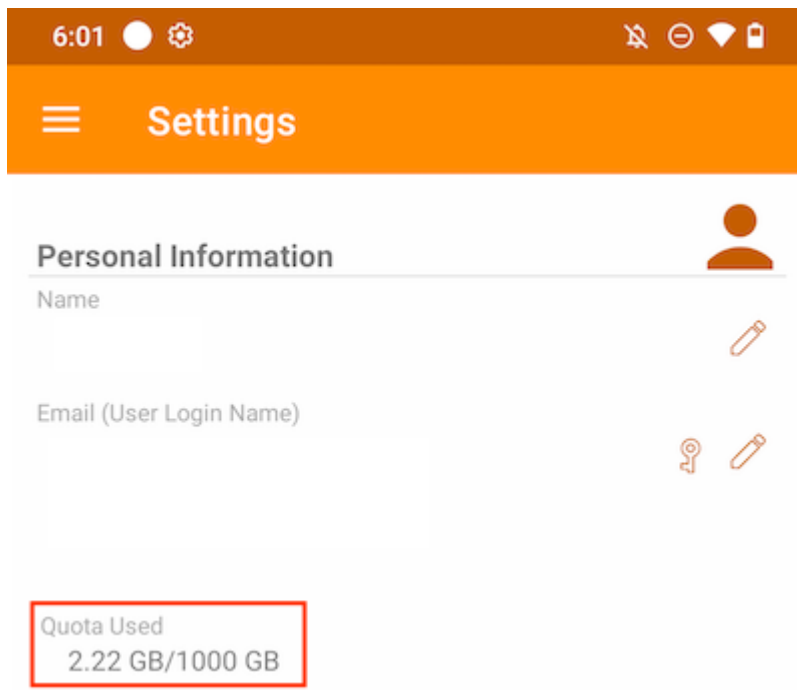 6:01
Settings
Personal Information
Name
Email (User Login Name)
Quota Used
2.22 GB/1000 GB